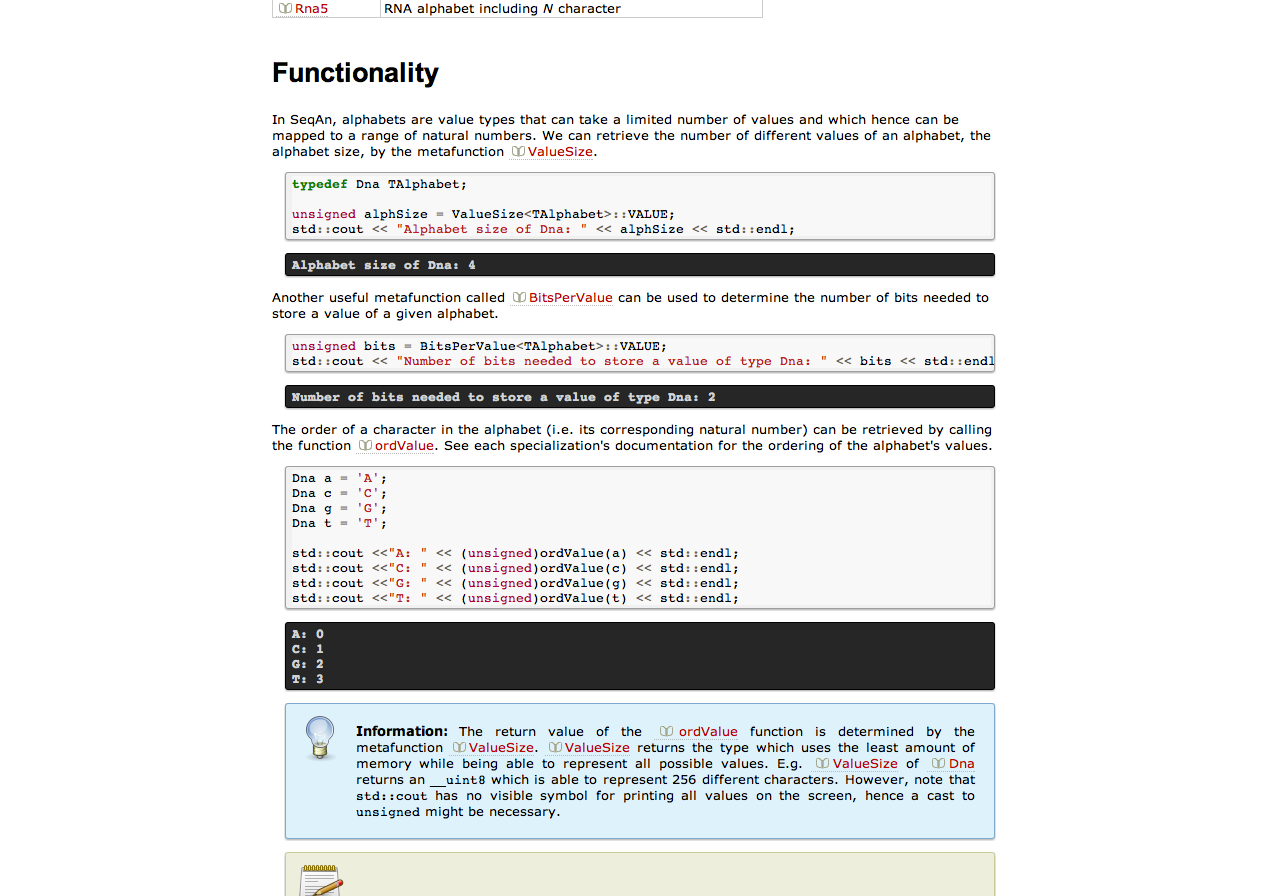 Rna5 RNA alphabet including N character
Functionality
In SeqAn, alphabets are value types that can take a limited number of values and which hence can be
mapped to a range of natural numbers. We can retrieve the number of different values of an alphabet, the
alphabet size, by the metafunction ValueSize.
typedef Dna TAlphabet;
unsigned alphSize = ValueSize<TAlphabet>::VALUE;
std::cout << "Alphabet size of Dna: " << alphSize << std::endl;
Alphabet size of Dna: 4
Another useful metafunction called BitsPerValue can be used to determine the number of bits needed to
store a value of a given alphabet.
unsigned bits = BitsPerValue<TAlphabet>::VALUE;
std::cout << "Number of bits needed to store a value of type Dna: " << bits << std::endl
Number of bits needed to store a value of type Dna: 2
The order of a character in the alphabet (i.e. its corresponding natural number) can be retrieved by calling
the function ordValue. See each specialization's documentation for the ordering of the alphabet's values.
Dna a = 'A';
Dna c = 'C';
Dna g = 'G';
Dna t = 'T';
std::cout <<"A: " << (unsigned)ordValue(a) << std::endl;
std::cout <<"C: " << (unsigned)ordValue(c) << std::endl;
std::cout <<"G: " << (unsigned)ordValue(g) << std::endl;
std::cout <<"T: " << (unsigned)ordValue(t) << std::endl;
A: 0
C: 1
G: 2
T: 3
Information: The return value of the ordValue function is determined by the
metafunction ValueSize. ValueSize returns the type which uses the least amount of
memory while being able to represent all possible values. E.g. ValueSize of Dna
returns an __uint8 which is able to represent 256 different characters. However, note that
std::cout has no visible symbol for printing all values on the screen, hence a cast to
unsigned might be necessary.